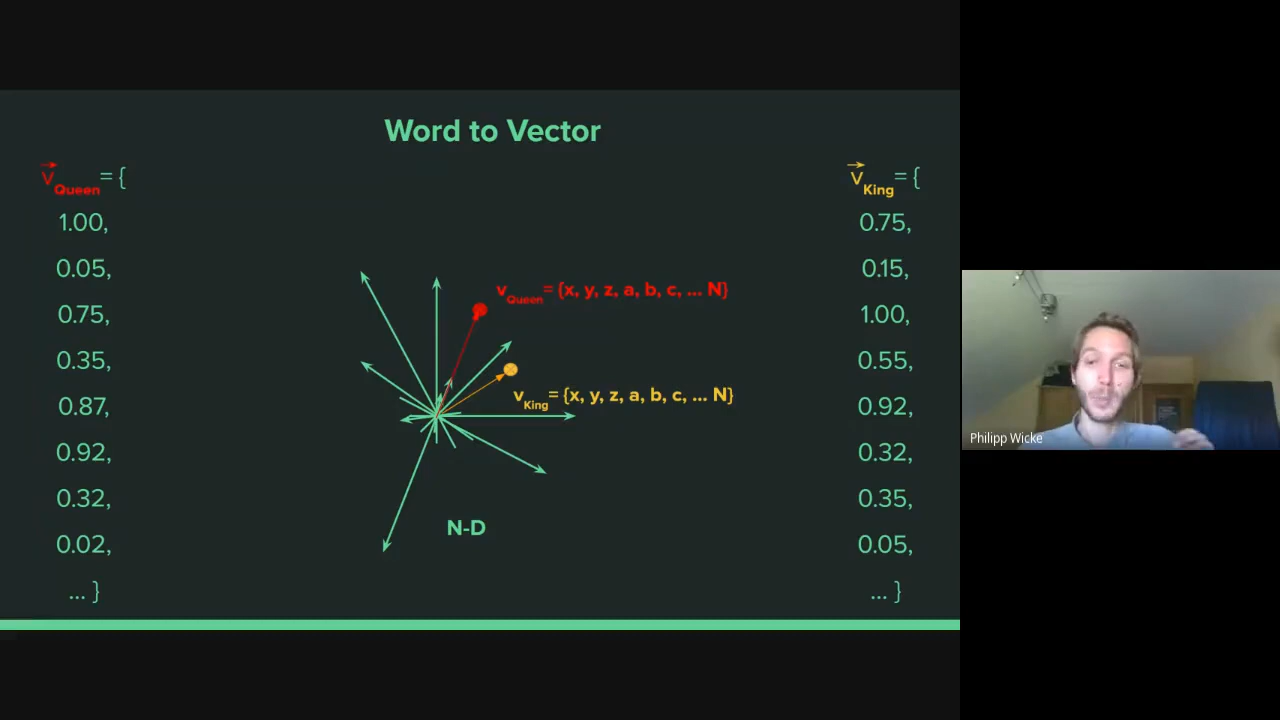 Word to Vector
v Queen = {
1.00,
0.05,
0.75,
0.35,
0.87,
0.92,
0.32,
0.02,
... }
v Queen = {x, y, z, a, b, c, ... N}
v King = {x, y, z, a, b, c, ... N}
N-D
v King = {
0.75,
0.15,
1.00,
0.55,
0.92,
0.32,
0.35,
0.05,
... }
Philipp Wicke